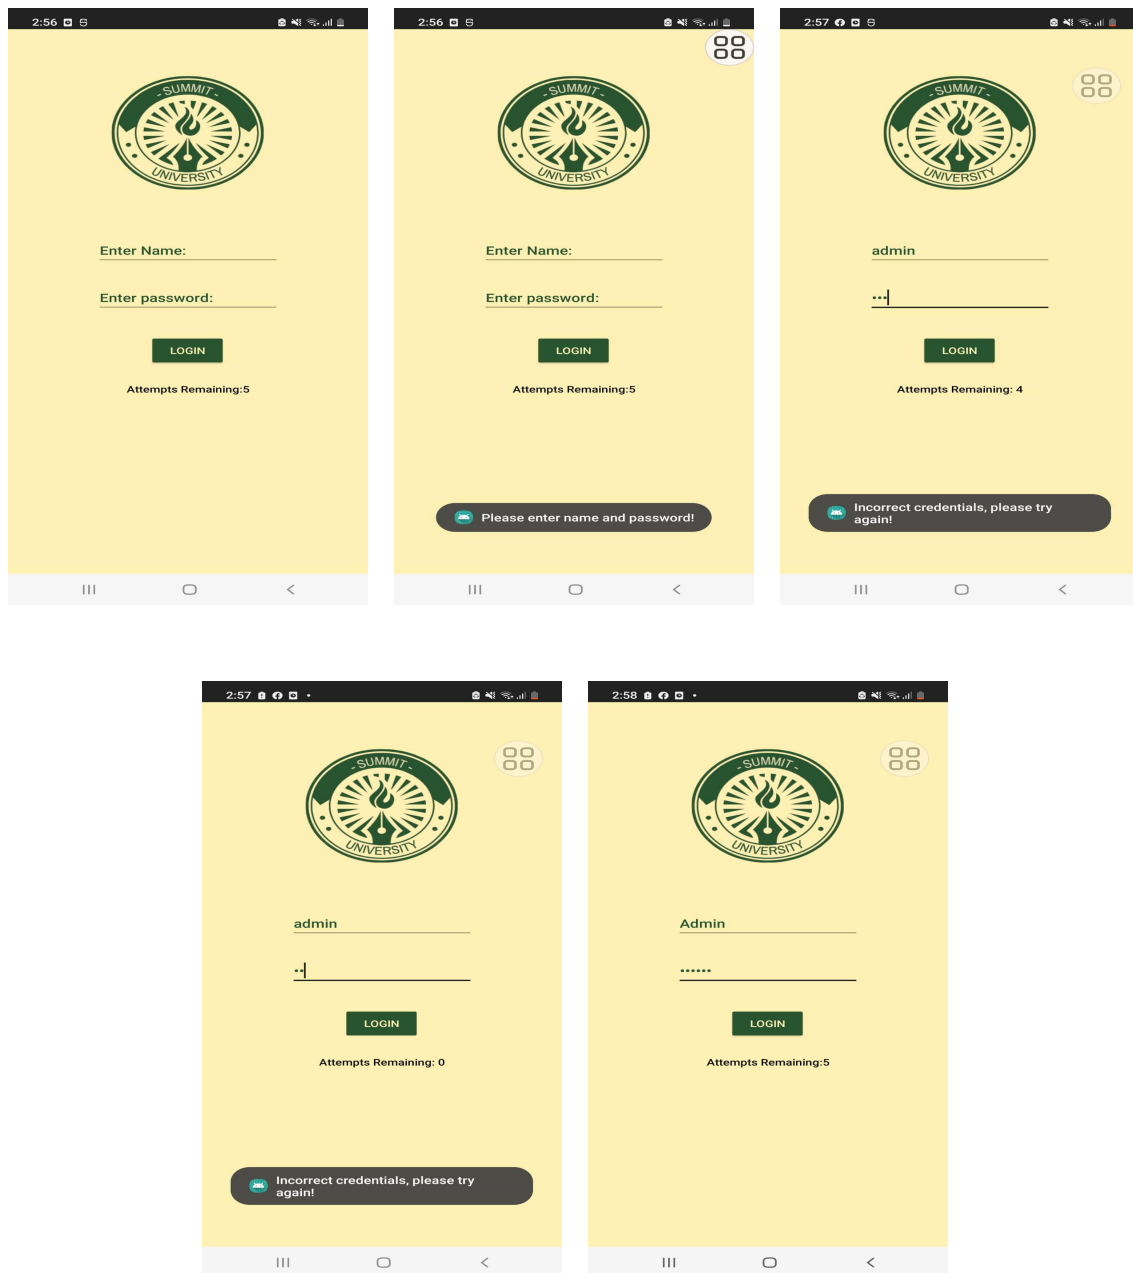 2:56
- SUMMIT -
UNIVERSITY
Enter Name:
Enter password:
LOGIN
Attempts Remaining:5
2:56
- SUMMIT -
UNIVERSITY
Enter Name:
Enter password:
LOGIN
Attempts Remaining:5
Please enter name and password!
2:57
- SUMMIT -
UNIVERSITY
admin
•••
LOGIN
Attempts Remaining: 4
Incorrect credentials, please try
again!
2:57
- SUMMIT -
UNIVERSITY
admin
••
LOGIN
Attempts Remaining: 0
Incorrect credentials, please try
again!
2:58
- SUMMIT -
UNIVERSITY
Admin
••••••
LOGIN
Attempts Remaining:5